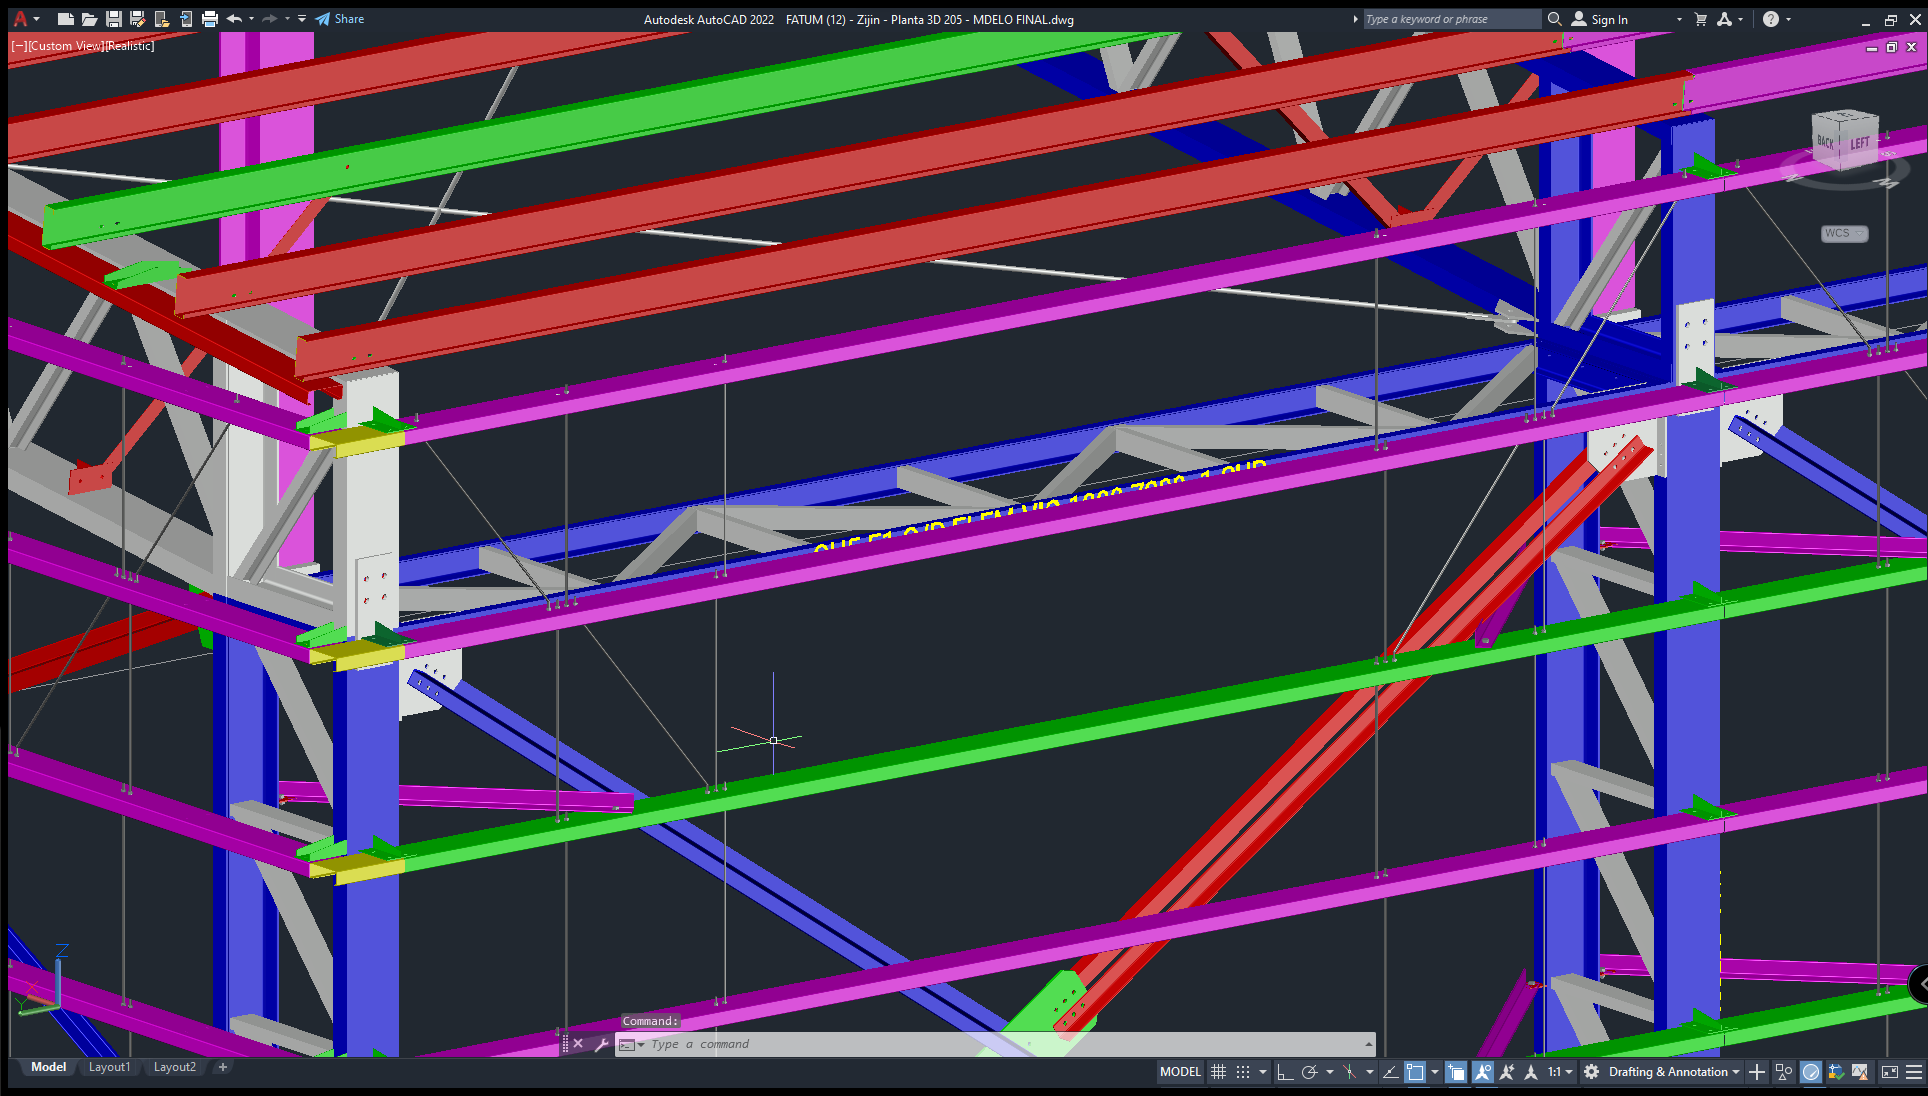 Share
Autodesk AutoCAD 2022 FATUM (12) - Zijin - Planta 3D 205 - MDELO FINAL.dwg
Type a keyword or phrase
Sign In
[−][Custom View][Realistic]
BACK
LEFT
WCS
Z
Command:
Type a command
Model
Layout1
Layout2
+
MODEL
1:1
Drafting & Annotation